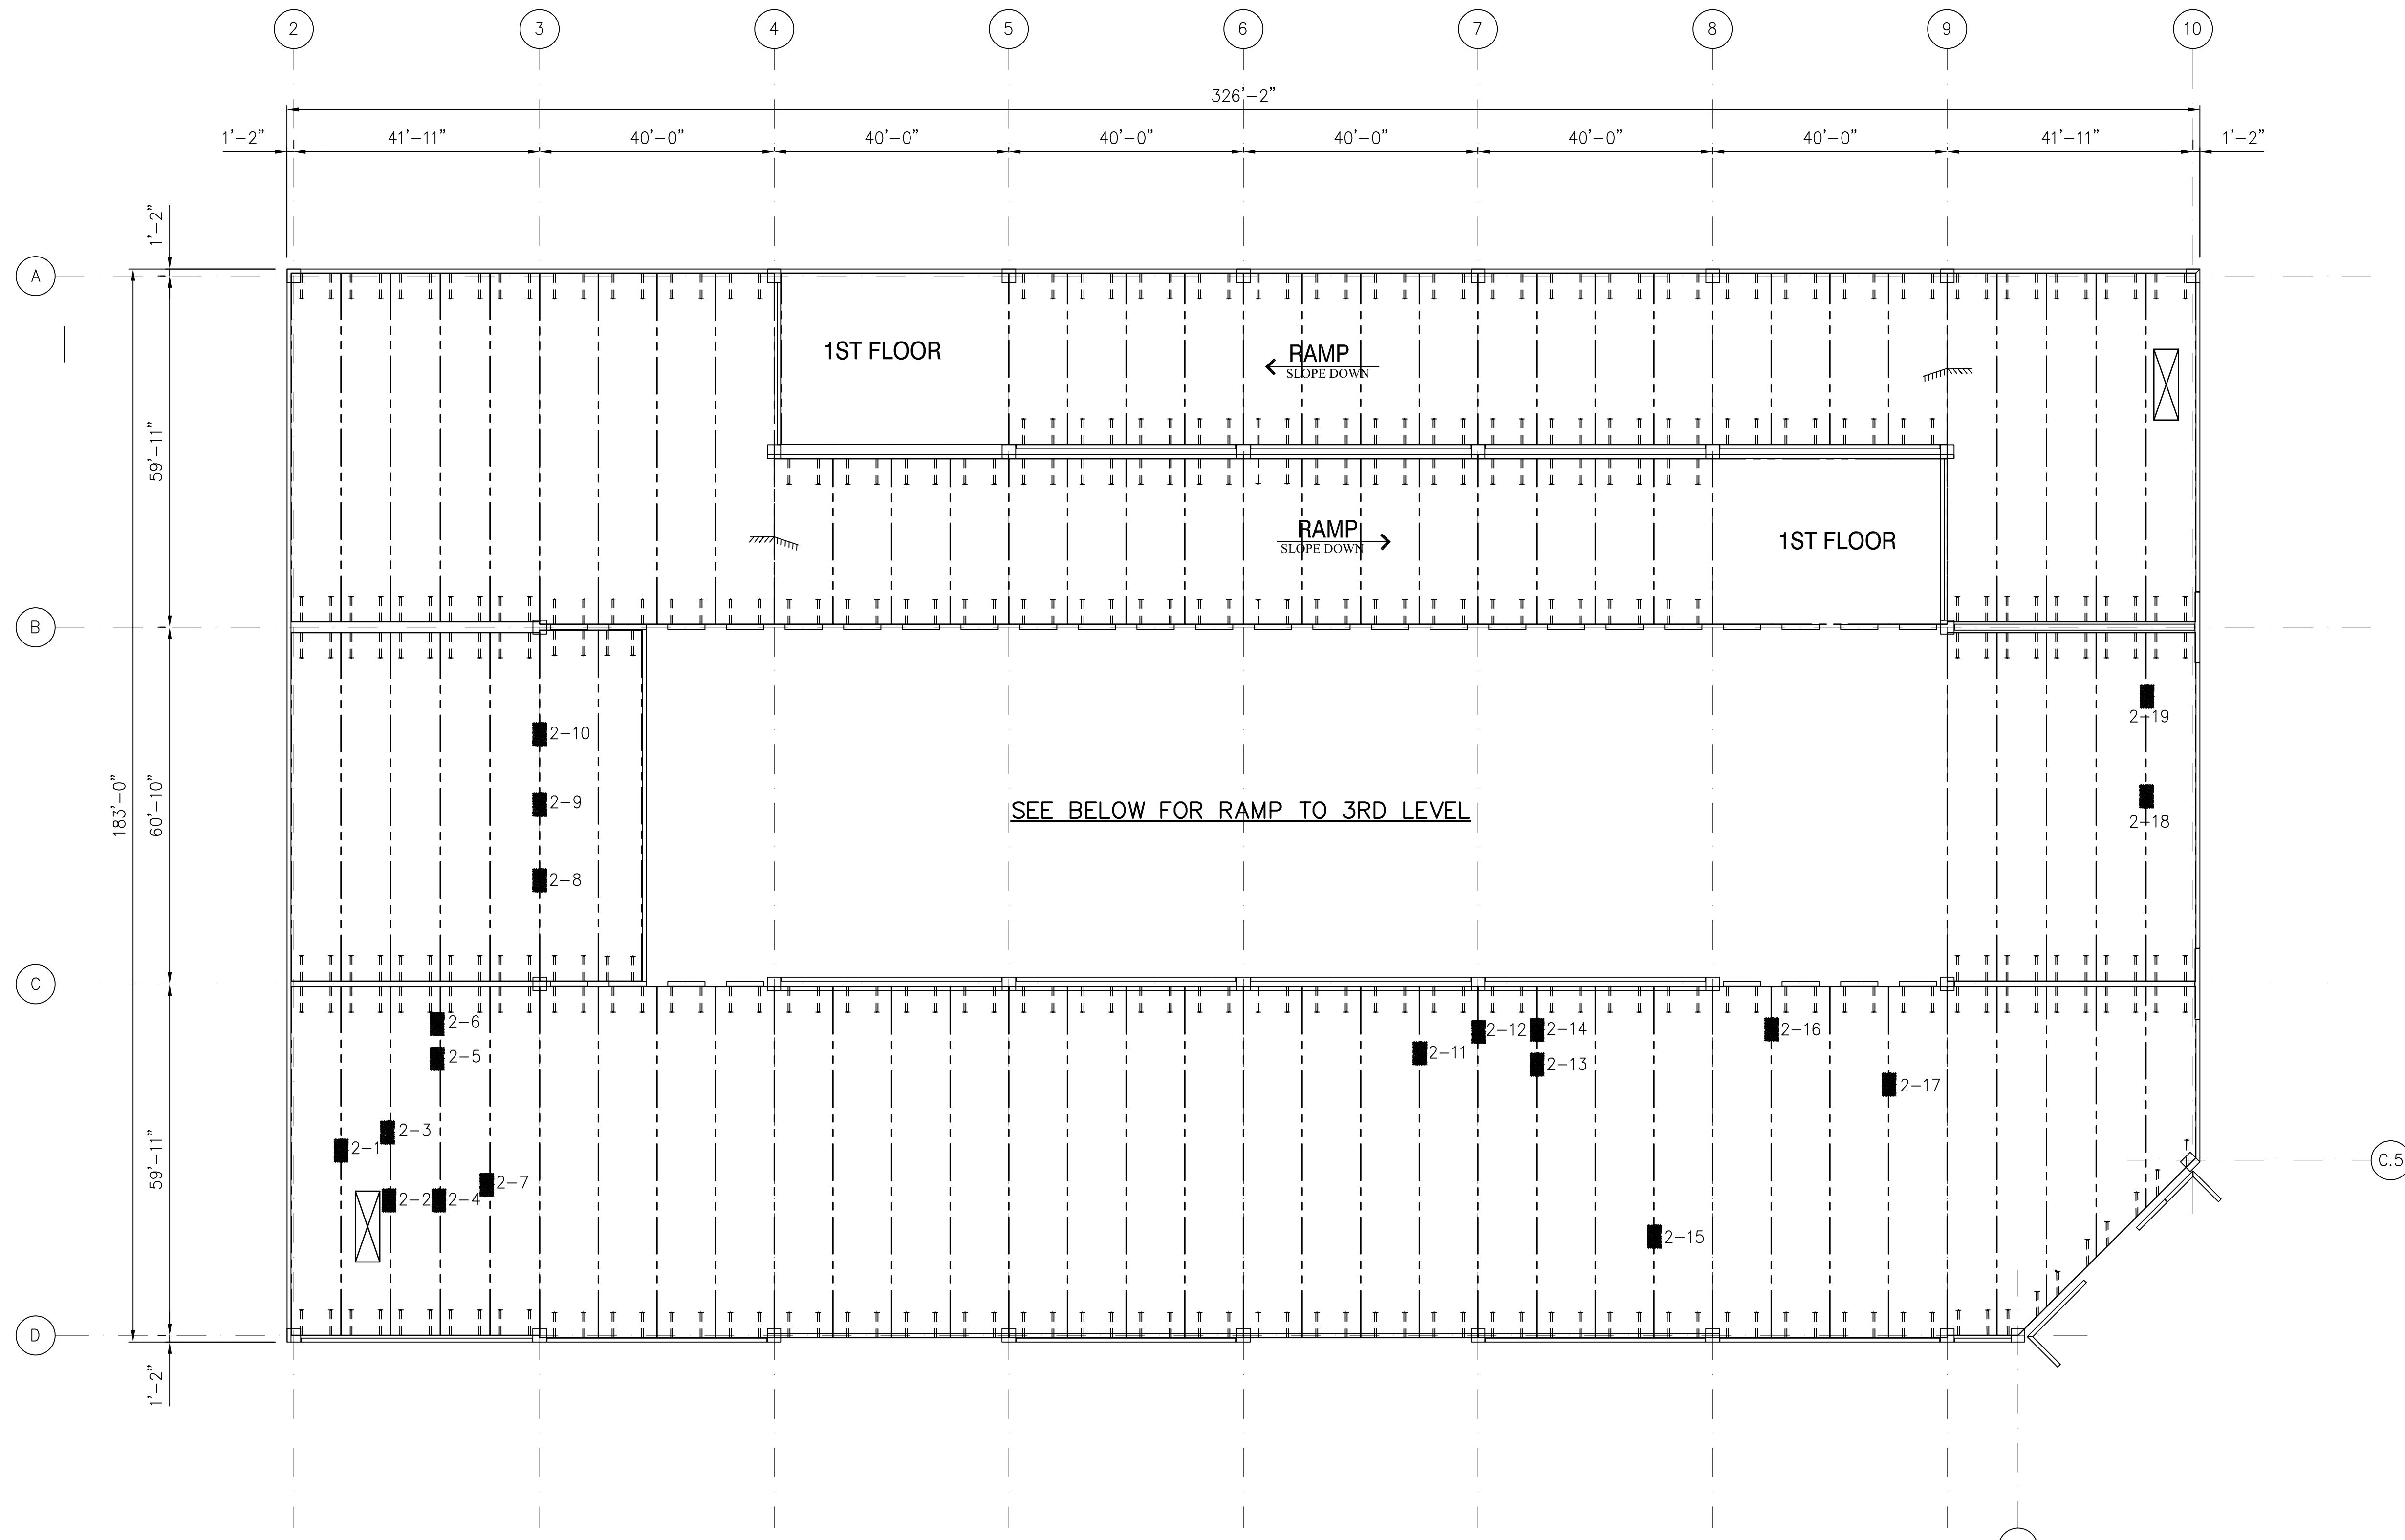 2 3 4 5 6 7 8 9 10
326'-2"
1'-2" 41'-11" 40'-0" 40'-0" 40'-0" 40'-0" 40'-0" 40'-0" 41'-11" 1'-2"
1'-2"
A
59'-11"
1ST FLOOR
RAMP
SLOPE DOWN
RAMP
SLOPE DOWN
1ST FLOOR
B
183'-0"
60'-10"
2-10
2-9
2-8
SEE BELOW FOR RAMP TO 3RD LEVEL
2-19
2-18
C
2-6
2-5
2-3
2-1
2-7
2-2
2-4
2-12
2-14
2-11
2-13
2-16
2-17
2-15
C.5
59'-11"
D
1'-2"